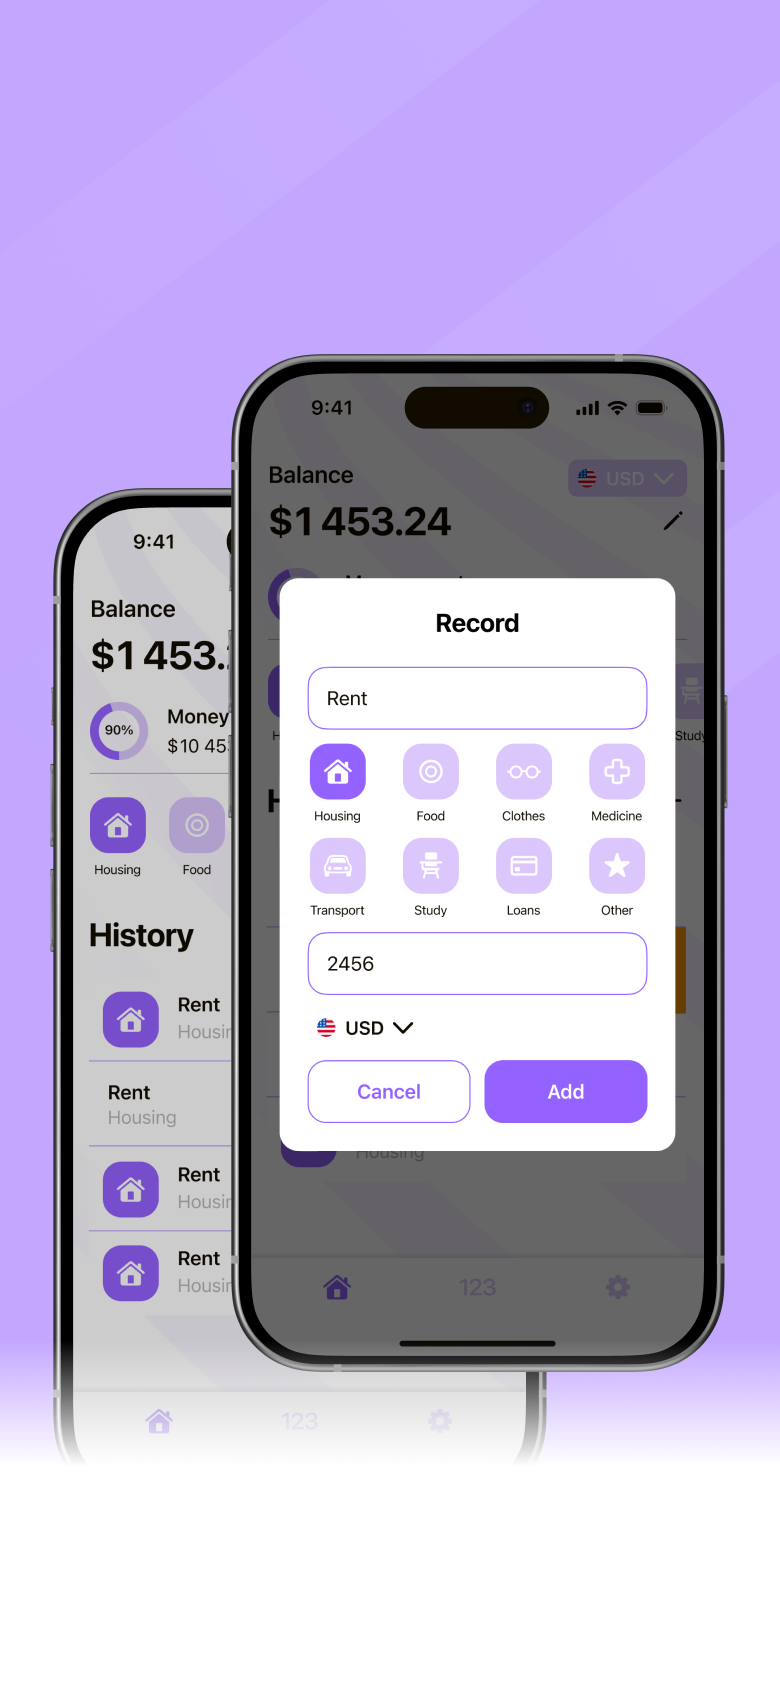 9:41
Balance
USD
$1 453.24
Record
Rent
Housing
Food
Clothes
Medicine
Transport
Study
Loans
Other
2456
USD
Cancel
Add
Study
Housing
123
9:41
Balance
$1 453.
90%
Money
$10 45
Housing
Food
History
Rent
Housin
Rent
Housing
Rent
Housin
Rent
Housin
123